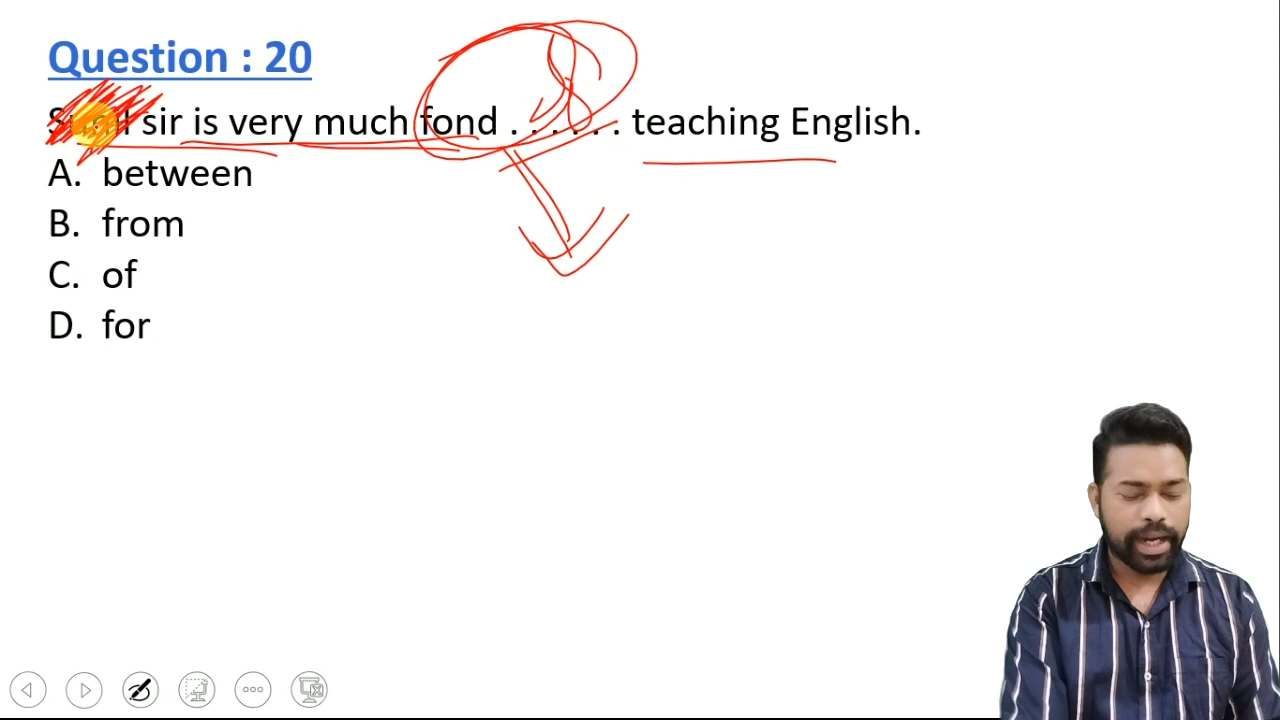 Question : 20
sir is very much fond . . . . . . teaching English.
A. between
B. from
C. of
D. for